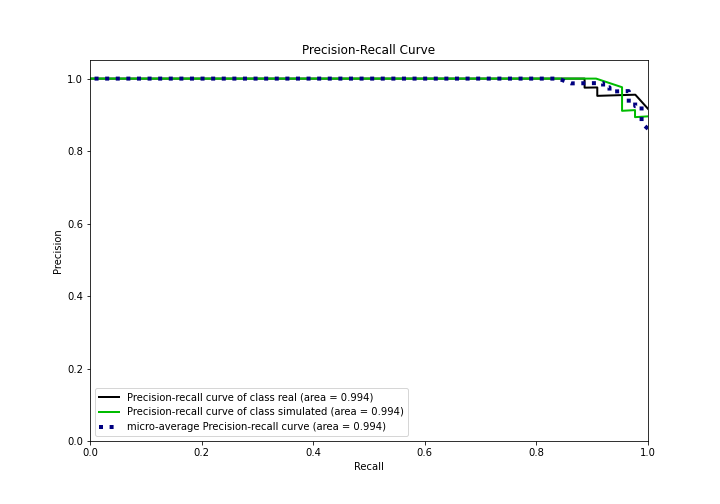 Precision-Recall Curve
1.0
0.8
0.6
0.4
0.2
0.0
Precision
Precision-recall curve of class real (area = 0.994)
Precision-recall curve of class simulated (area = 0.994)
micro-average Precision-recall curve (area = 0.994)
0.0 0.2 0.4 0.6 0.8 1.0
Recall